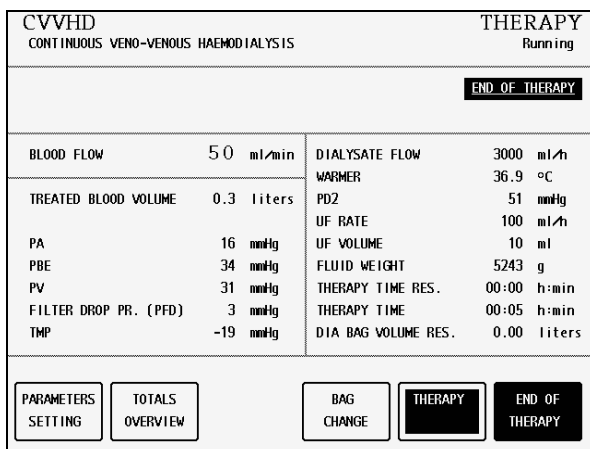 CVVHD THERAPY
CONTINUOUS VENO-VENOUS HAEMODIALYSIS Running
END OF THERAPY
BLOOD FLOW 50 ml/min
TREATED BLOOD VOLUME 0.3 liters
PA 16 mmHg
PBE 34 mmHg
PV 31 mmHg
FILTER DROP PR. (PFD) 3 mmHg
TMP -19 mmHg
DIALYSATE FLOW 3000 ml/h
WARMER 36.9 °C
PD2 51 mmHg
UF RATE 100 ml/h
UF VOLUME 10 ml
FLUID WEIGHT 5243 g
THERAPY TIME RES. 00:00 h:min
THERAPY TIME 00:05 h:min
DIA BAG VOLUME RES. 0.00 liters
PARAMETERS
SETTING
TOTALS
OVERVIEW
BAG
CHANGE
THERAPY
END OF
THERAPY